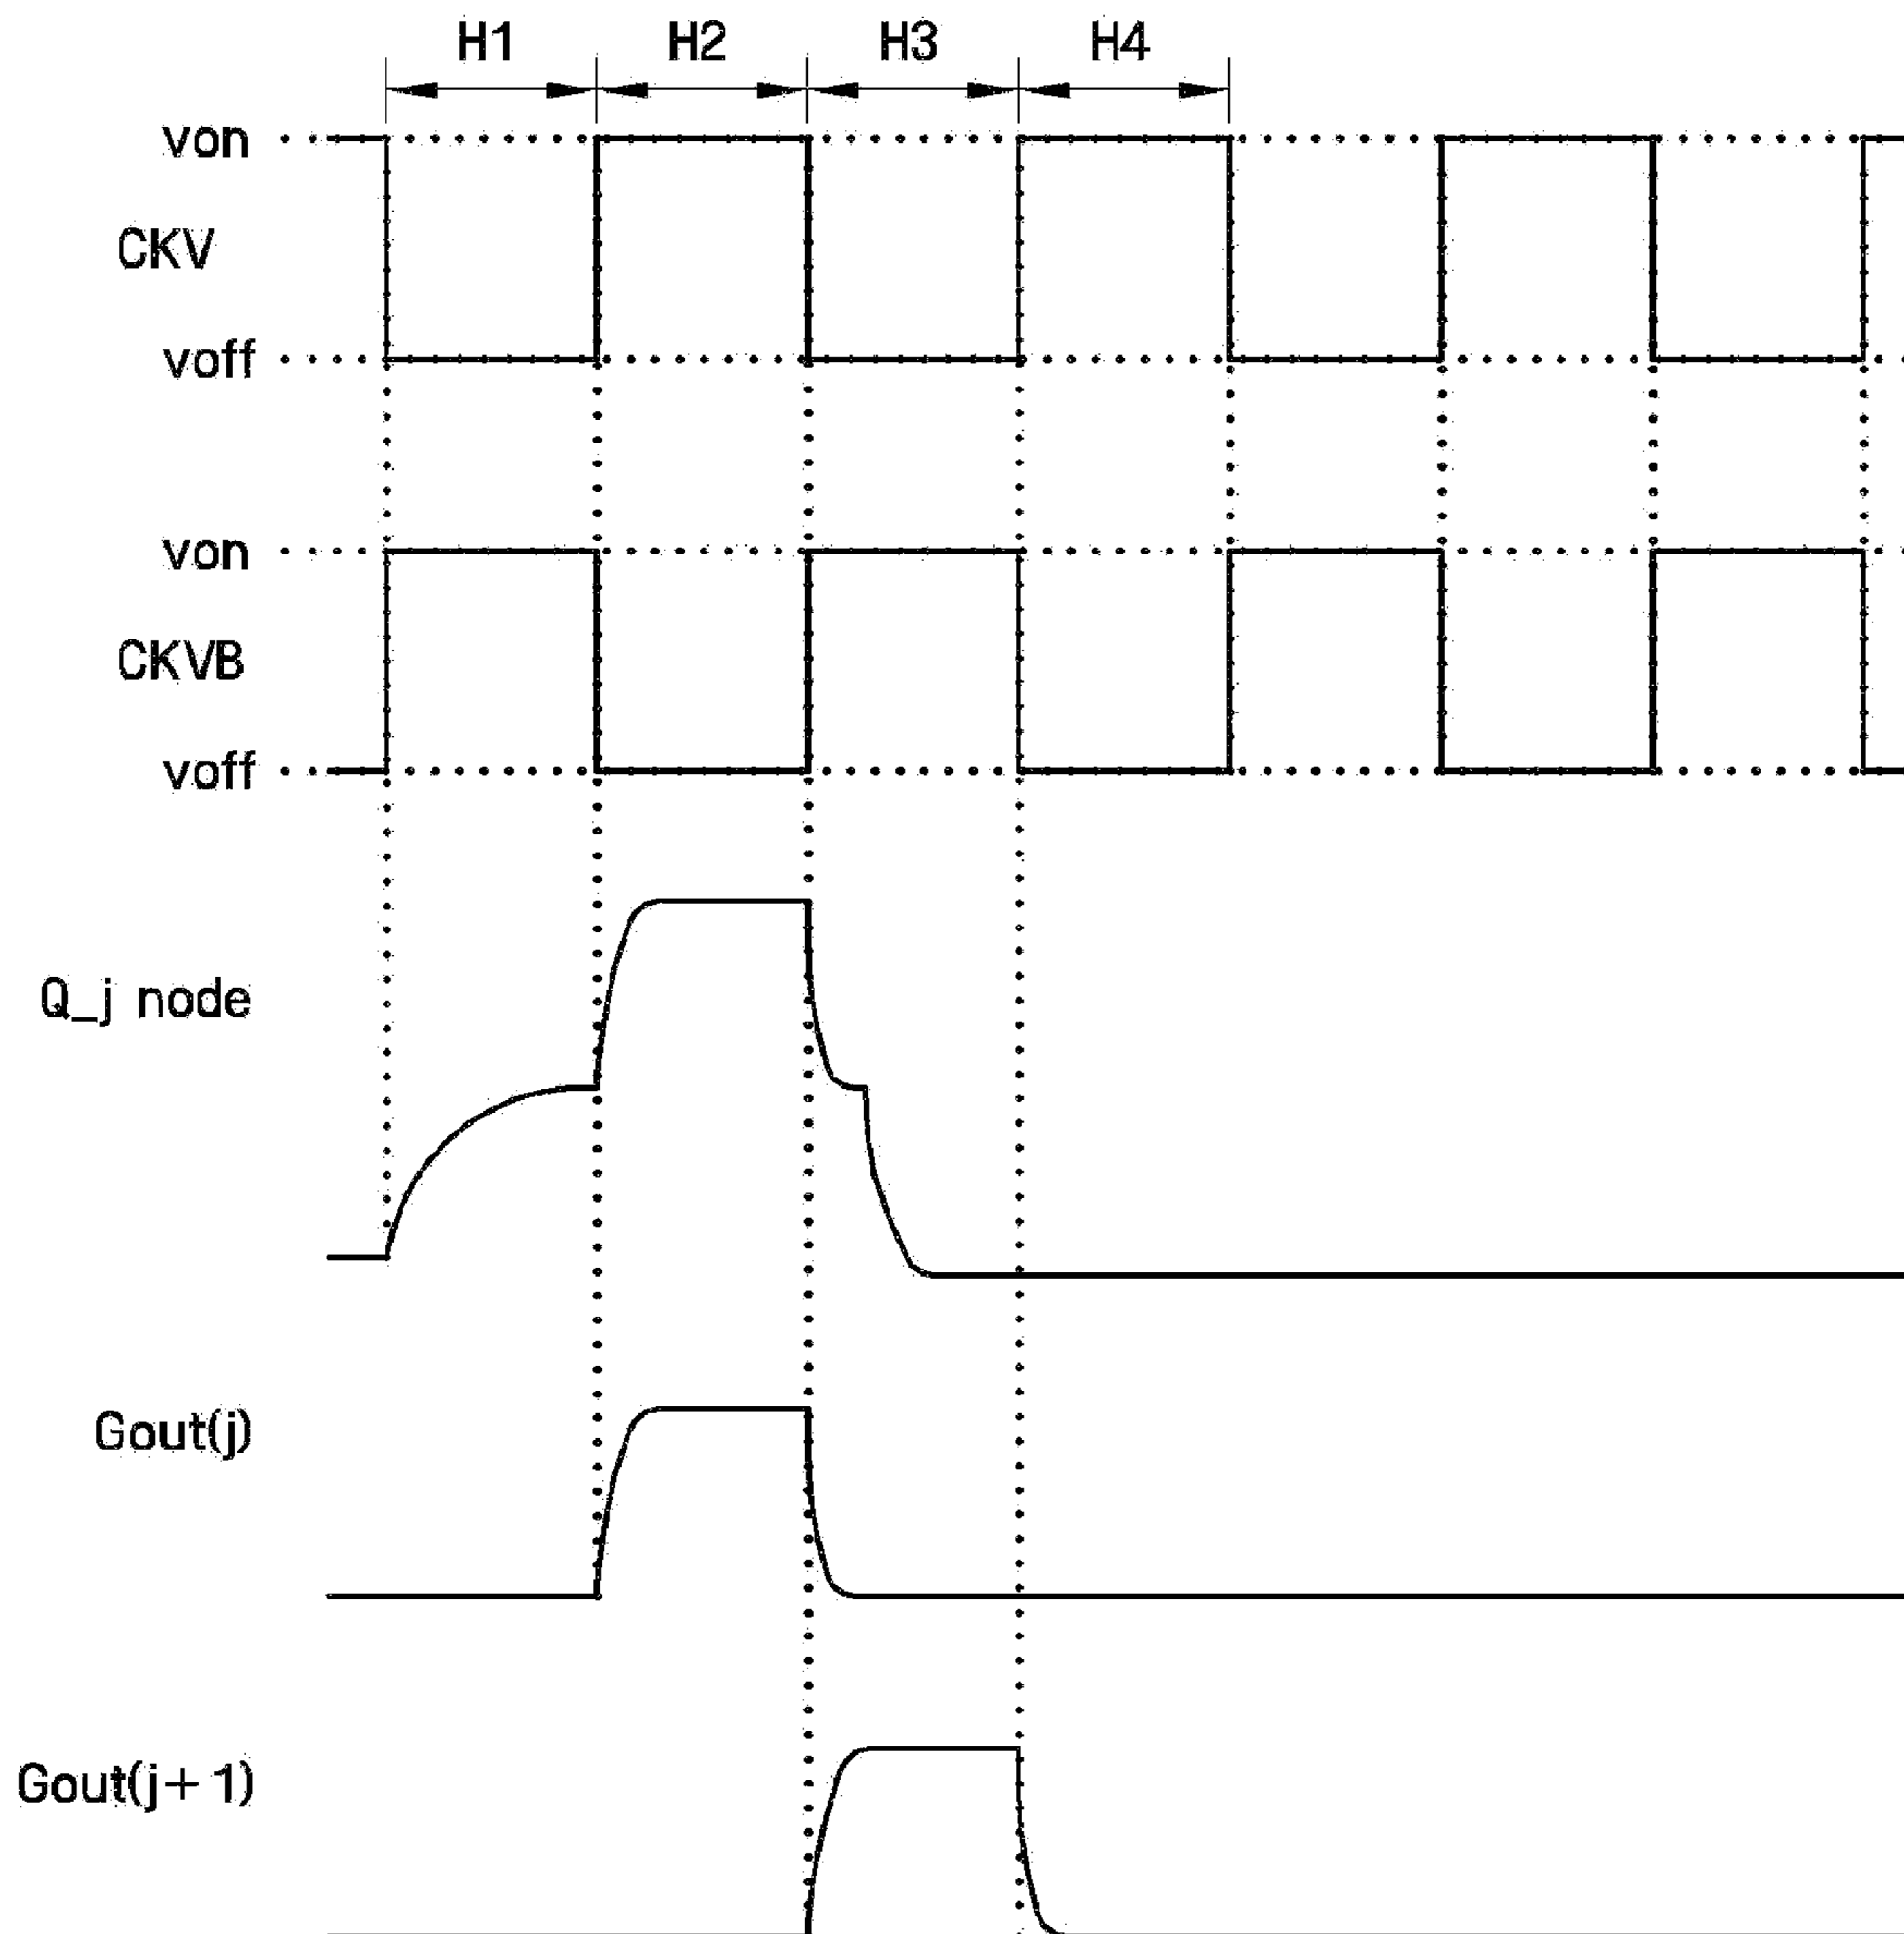 H1 H2 H3 H4
von
CKV
voff
von
CKVB
voff
Q_j node
Gout(j)
Gout(j+1)